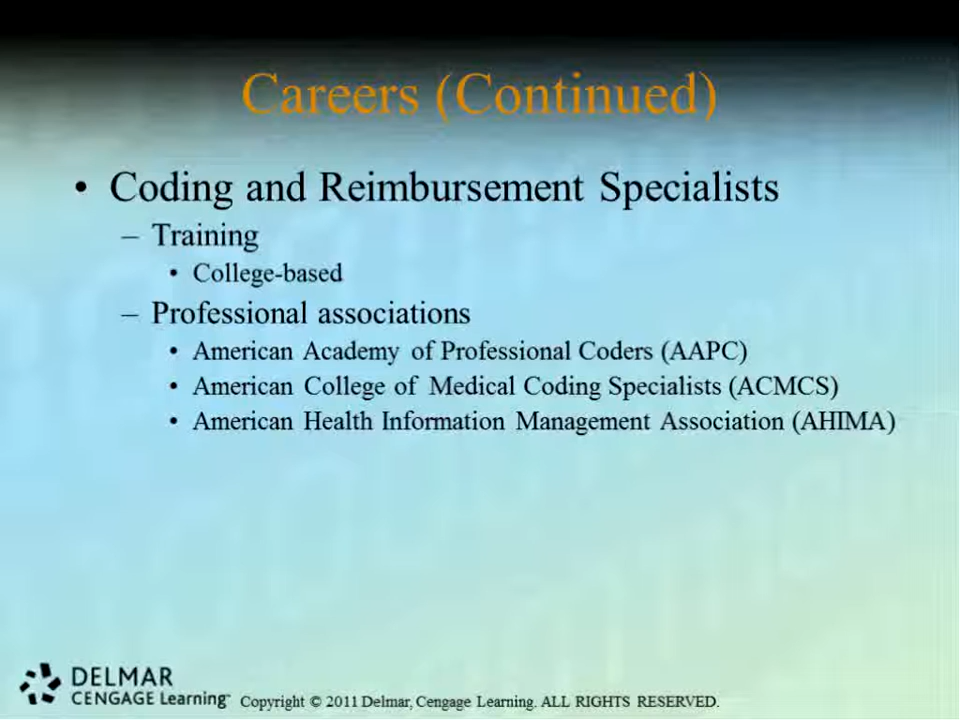 Careers (Continued)
• Coding and Reimbursement Specialists
– Training
• College-based
– Professional associations
• American Academy of Professional Coders (AAPC)
• American College of Medical Coding Specialists (ACMCS)
• American Health Information Management Association (AHIMA)
DELMAR
CENGAGE Learning™
Copyright © 2011 Delmar, Cengage Learning. ALL RIGHTS RESERVED.